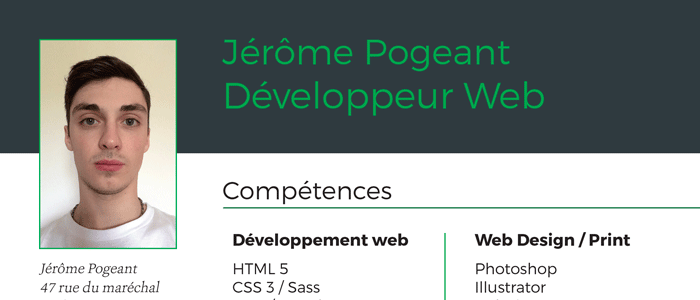 Jérôme Pogeant
Développeur Web
Compétences
Développement web
HTML 5
CSS 3 / Sass
Web Design / Print
Photoshop
Illustrator
Jérôme Pogeant
47 rue du maréchal